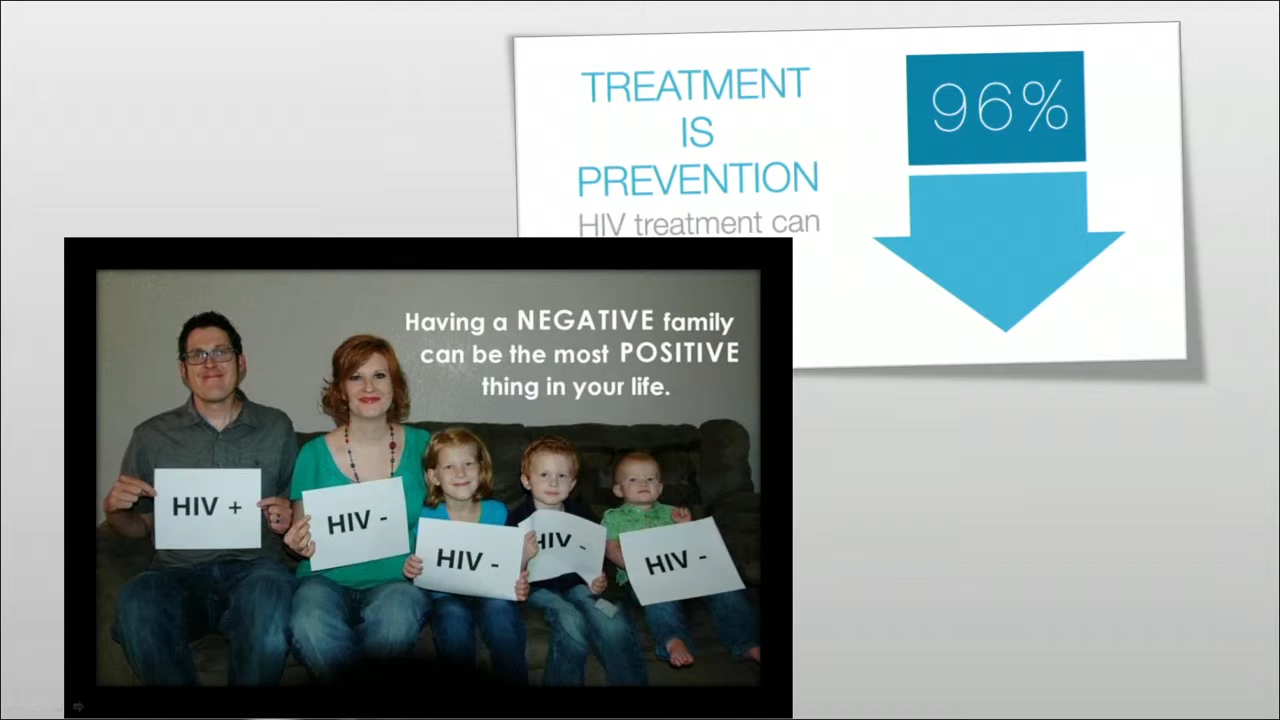 TREATMENT
IS
PREVENTION
HIV treatment can
96%
Having a NEGATIVE family
can be the most POSITIVE
thing in your life.
HIV +
HIV -
HIV -
HIV -
HIV -